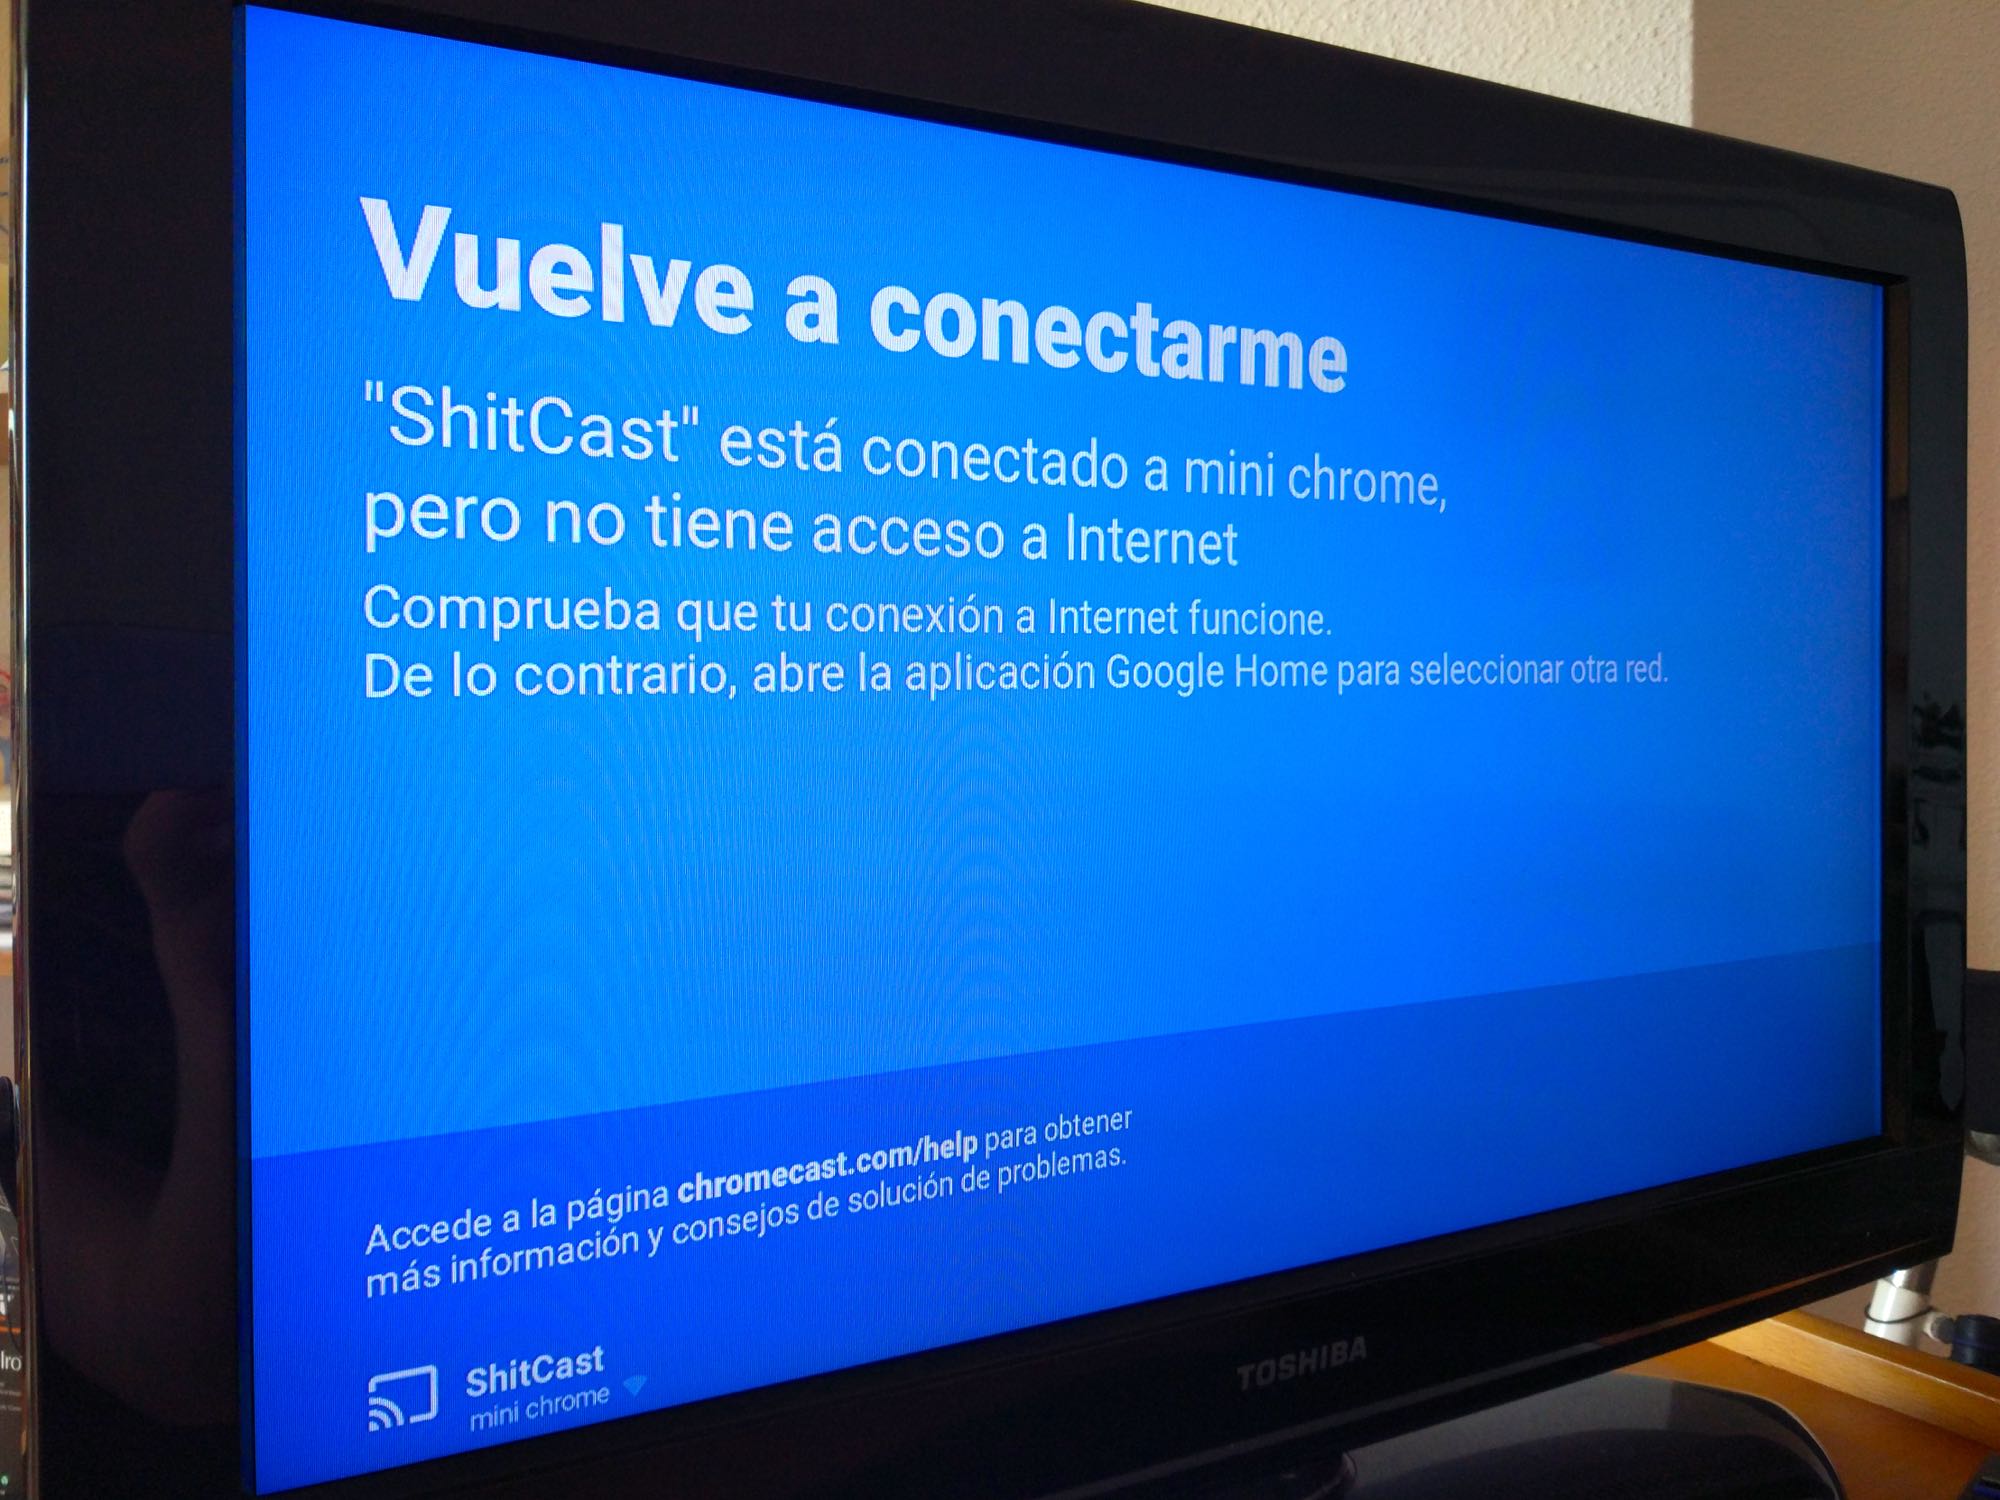 Vuelve a conectarme
"ShitCast" está conectado a mini chrome,
pero no tiene acceso a Internet
Comprueba que tu conexión a Internet funcione.
De lo contrario, abre la aplicación Google Home para seleccionar otra red.
Accede a la página chromecast.com/help para obtener
más información y consejos de solución de problemas.
ShitCast
mini chrome
TOSHIBA